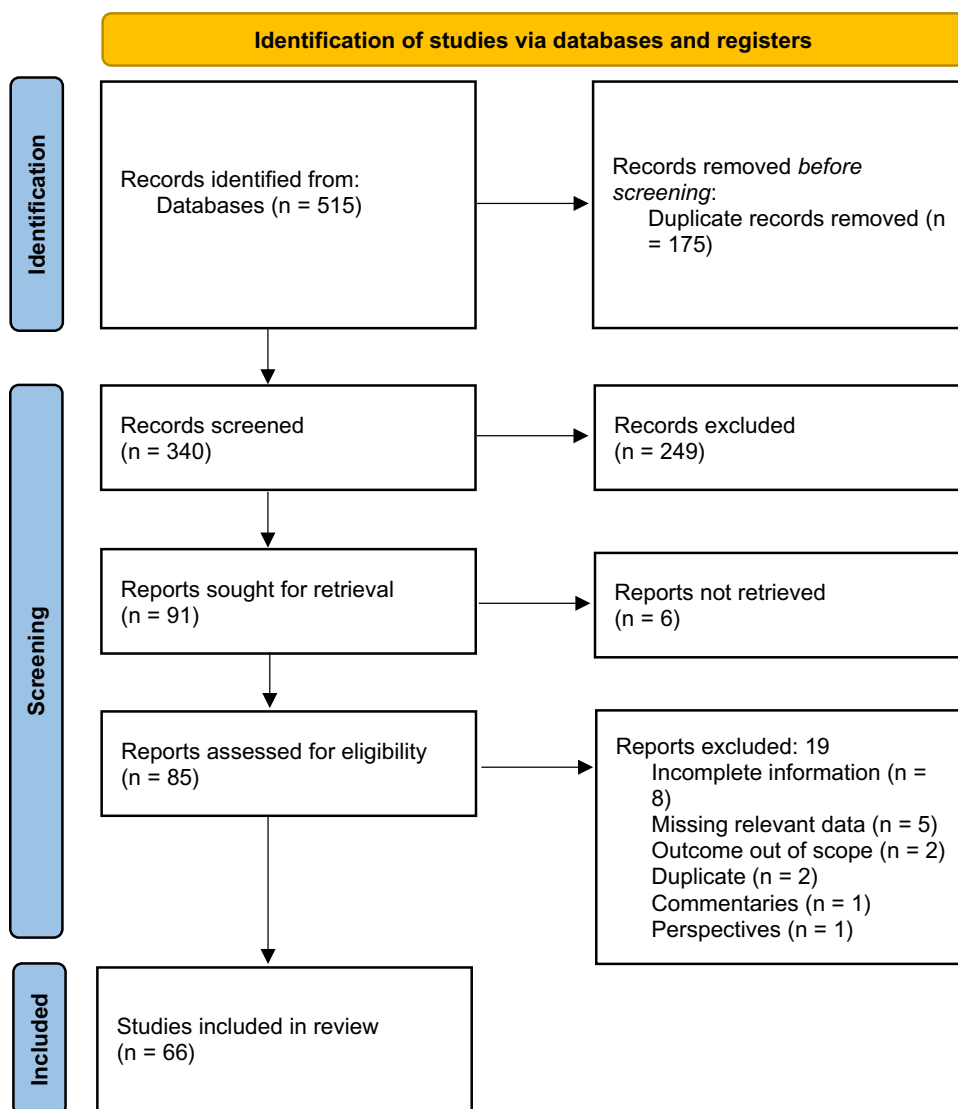 Identification of studies via databases and registers
Identification
Records identified from:
Databases (n = 515)
Records removed before
screening:
Duplicate records removed (n
= 175)
Screening
Records screened
(n = 340)
Records excluded
(n = 249)
Reports sought for retrieval
(n = 91)
Reports not retrieved
(n = 6)
Reports assessed for eligibility
(n = 85)
Reports excluded: 19
Incomplete information (n =
8)
Missing relevant data (n = 5)
Outcome out of scope (n = 2)
Duplicate (n = 2)
Commentaries (n = 1)
Perspectives (n = 1)
Included
Studies included in review
(n = 66)